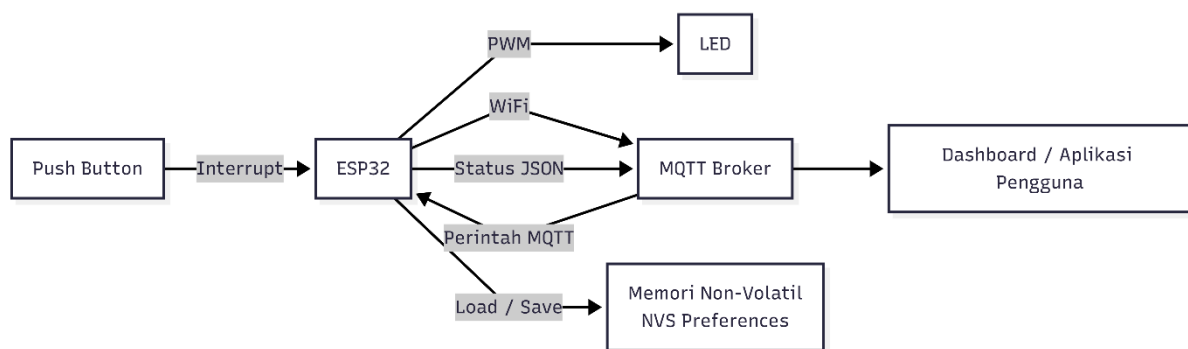 PWM
LED
WiFi
Push Button
Interrupt
ESP32
Status JSON
MQTT Broker
Dashboard / Aplikasi
Pengguna
Perintah MQTT
Load / Save
Memori Non-Volatil
NVS Preferences